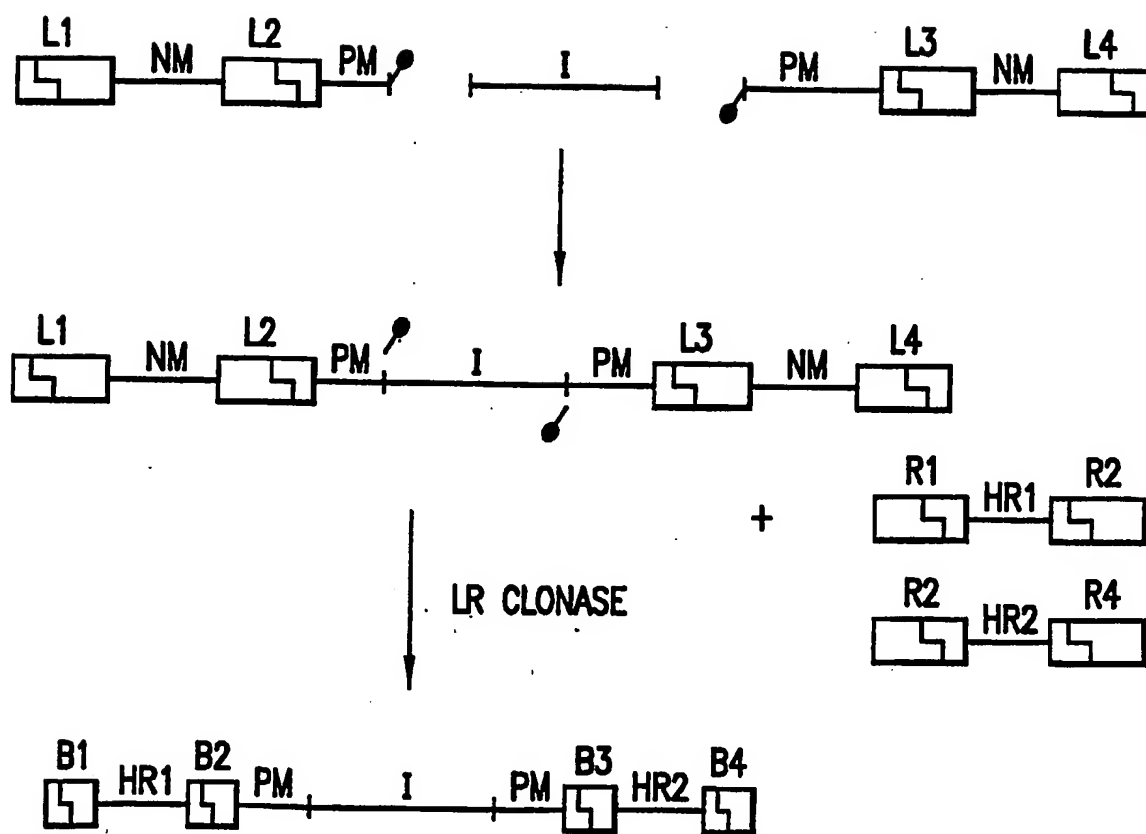 L1 NM L2 PM I PM L3 NM L4
L1 NM L2 PM I PM L3 NM L4
+
R1 HR1 R2
R2 HR2 R4
LR CLONASE
B1 HR1 B2 PM I PM B3 HR2 B4